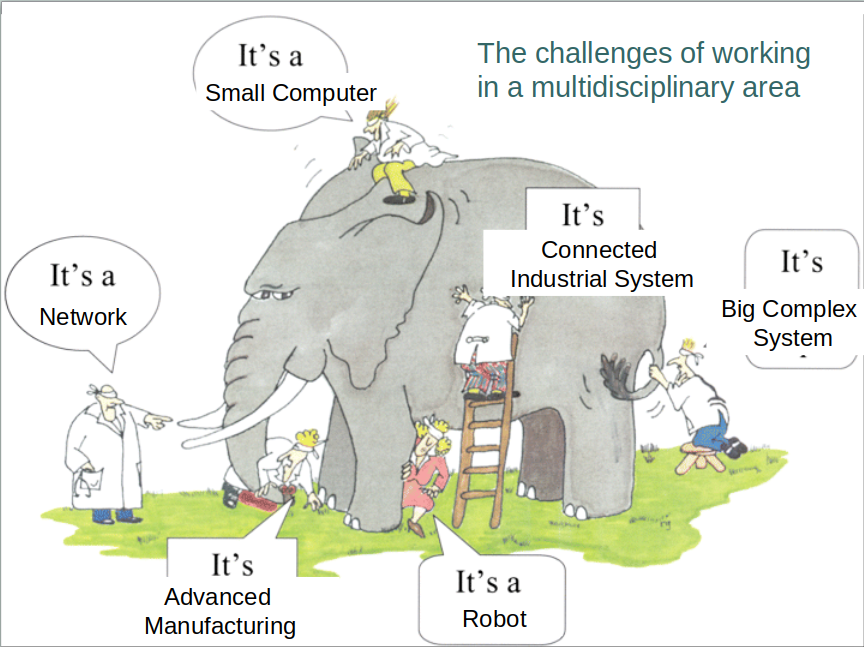 The challenges of working
in a multidisciplinary area
It's a
Small Computer
It's
Connected
Industrial System
It's
Big Complex
System
It's a
Network
It's
Advanced
Manufacturing
It's a
Robot